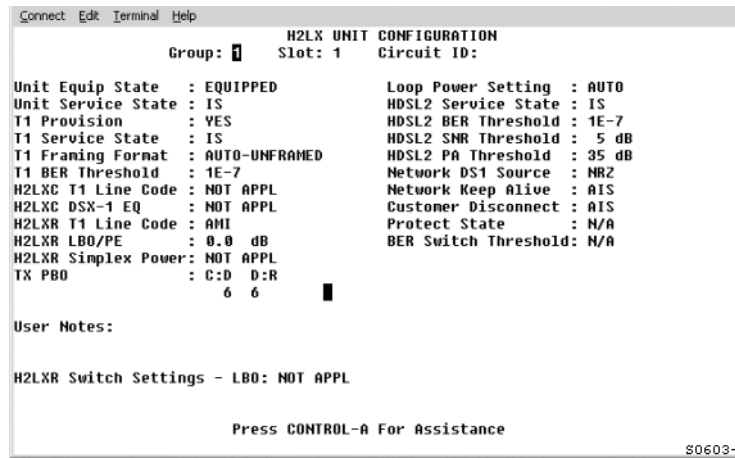 Connect Edit Terminal Help
H2LX UNIT CONFIGURATION
Group: 1 Slot: 1 Circuit ID:
Unit Equip State : EQUIPPED Loop Power Setting : AUTO
Unit Service State : IS HDSL2 Service State : IS
T1 Provision : YES HDSL2 BER Threshold : 1E-7
T1 Service State : IS HDSL2 SNR Threshold : 5 dB
T1 Framing Format : AUTO-UNFRAMED HDSL2 PA Threshold : 35 dB
T1 BER Threshold : 1E-7 Network DS1 Source : NRZ
H2LXC T1 Line Code : NOT APPL Network Keep Alive : AIS
H2LXC DSX-1 EQ : NOT APPL Customer Disconnect : AIS
H2LXR T1 Line Code : AMI Protect State : N/A
H2LXR LBO/PE : 0.0 dB BER Switch Threshold: N/A
H2LXR Simplex Power: NOT APPL
TX PBO : C:D D:R
6 6
User Notes:
H2LXR Switch Settings - LBO: NOT APPL
Press CONTROL-A For Assistance
S0603-